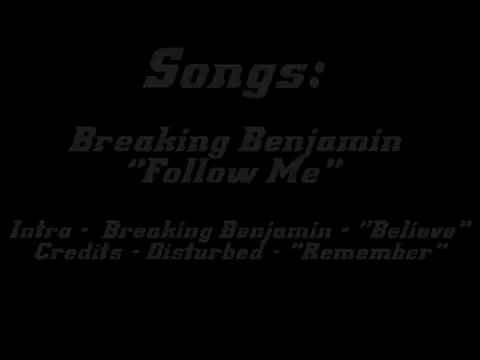 Songs:
Breaking Benjamin
"Follow Me"
Intro - Breaking Benjamin - "Believe"
Credits - Disturbed - "Remember"